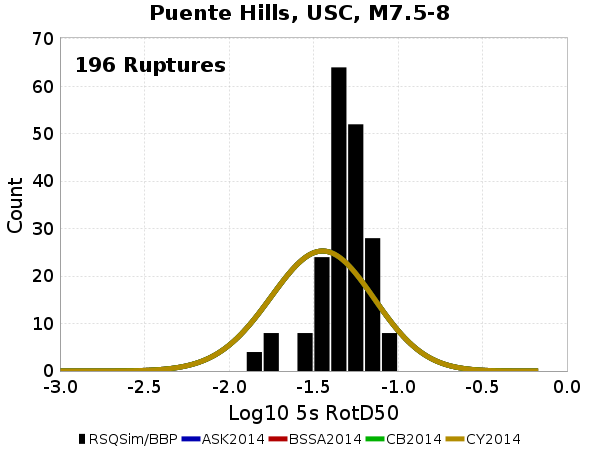 Puente Hills, USC, M7.5-8
196 Ruptures
70
60
50
40
30
20
10
0
Count
-3.0 -2.5 -2.0 -1.5 -1.0 -0.5 0.0
Log10 5s RotD50
RSQSim/BBP ASK2014 BSSA2014 CB2014 CY2014